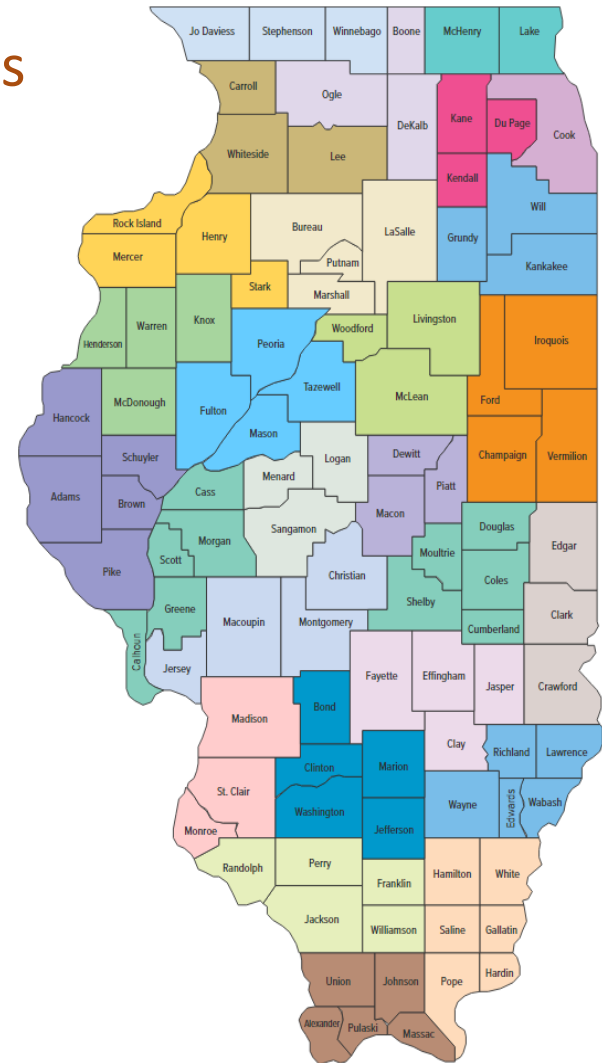 s
Jo Daviess
Stephenson
Winnebago
Boone
McHenry
Lake
Carroll
Ogle
DeKalb
Kane
Du Page
Cook
Whiteside
Lee
Kendall
Rock Island
Henry
Bureau
LaSalle
Grundy
Will
Mercer
Putnam
Kankakee
Stark
Marshall
Henderson
Warren
Knox
Peoria
Woodford
Livingston
Iroquois
Hancock
McDonough
Fulton
Tazewell
McLean
Ford
Mason
Schuyler
Logan
Dewitt
Champaign
Vermilion
Adams
Brown
Cass
Menard
Piatt
Macon
Sangamon
Douglas
Edgar
Pike
Scott
Morgan
Christian
Moultrie
Coles
Greene
Shelby
Calhoun
Macoupin
Montgomery
Cumberland
Clark
Jersey
Fayette
Effingham
Jasper
Crawford
Madison
Bond
Clay
Richland
Lawrence
Clinton
Marion
St. Clair
Washington
Wayne
Edwards
Wabash
Monroe
Jefferson
Randolph
Perry
Franklin
Hamilton
White
Jackson
Williamson
Saline
Gallatin
Union
Johnson
Pope
Hardin
Alexander
Pulaski
Massac